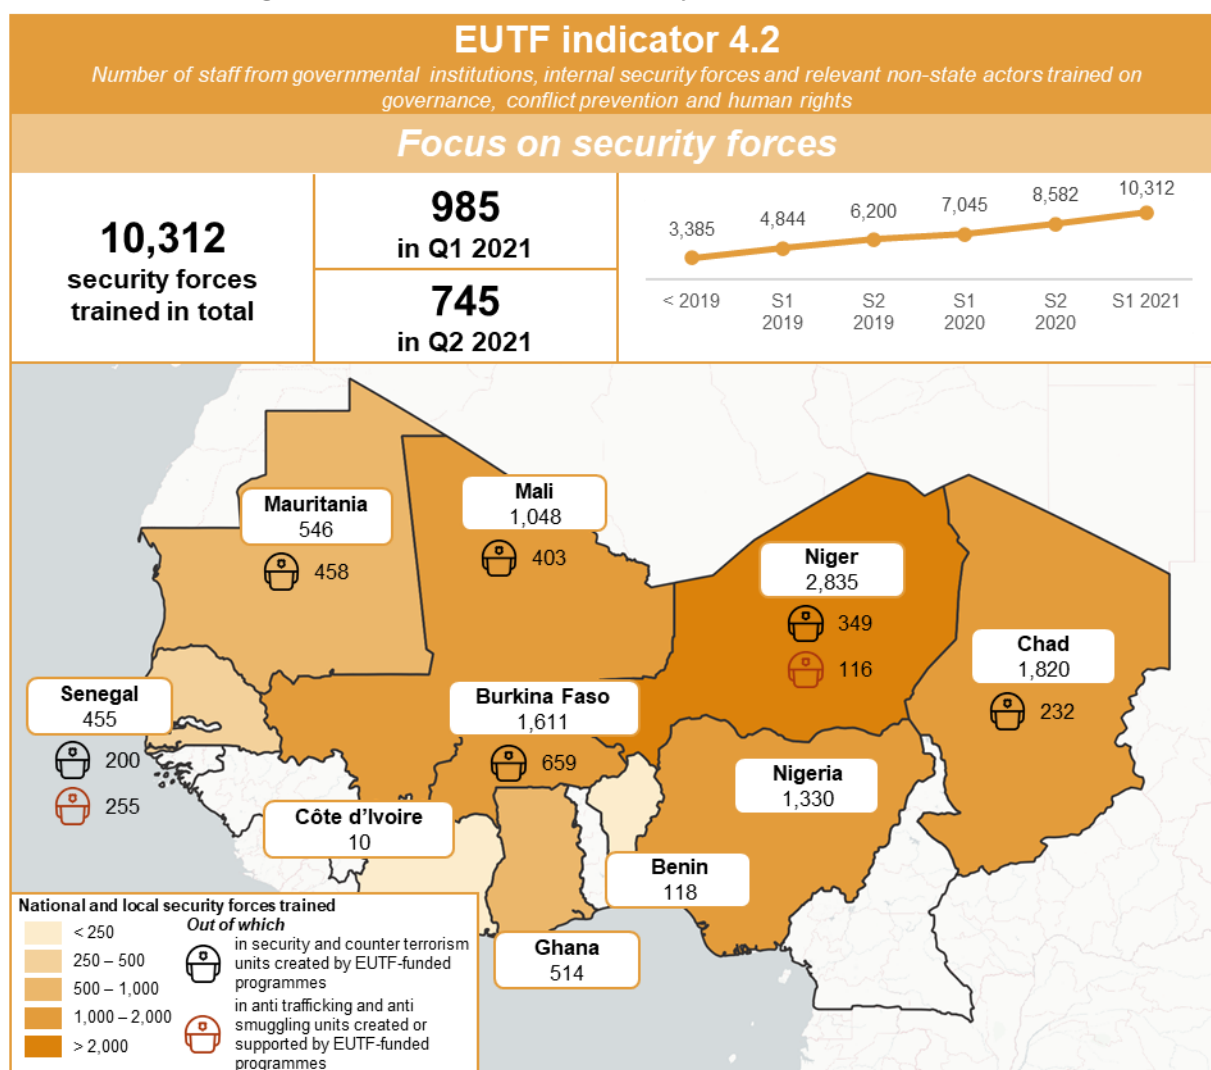 EUTF indicator 4.2
Number of staff from governmental institutions, internal security forces and relevant non-state actors trained on
governance, conflict prevention and human rights
Focus on security forces
10,312
security forces
trained in total
985
in Q1 2021
745
in Q2 2021
3,385
4,844
6,200
7,045
8,582
10,312
< 2019
S1
2019
S2
2019
S1
2020
S2
2020
S1 2021
Mauritania
546
458
Mali
1,048
403
Niger
2,835
349
116
Chad
1,820
232
Senegal
455
200
255
Burkina Faso
1,611
659
Nigeria
1,330
Côte d'Ivoire
10
Benin
118
Ghana
514
National and local security forces trained
< 250
250 – 500
500 – 1,000
1,000 – 2,000
> 2,000
Out of which
in security and counter terrorism
units created by EUTF-funded
programmes
in anti trafficking and anti
smuggling units created or
supported by EUTF-funded
programmes